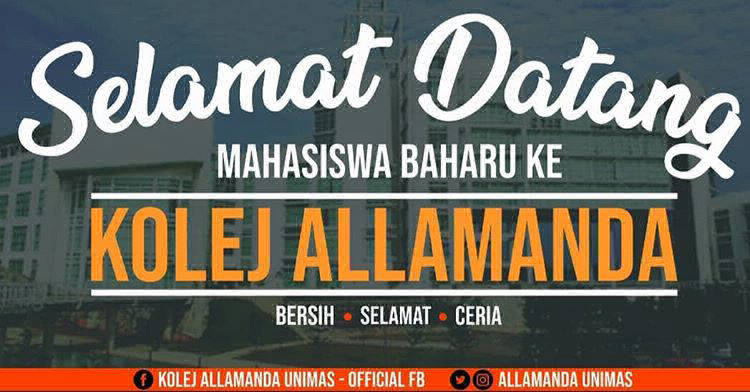 Selamat Datang
MAHASISWA BAHARU KE
KOLEJ ALLAMANDA
BERSIH • SELAMAT • CERIA
KOLEJ ALLAMANDA UNIMAS - OFFICIAL FB ALLAMANDA UNIMAS